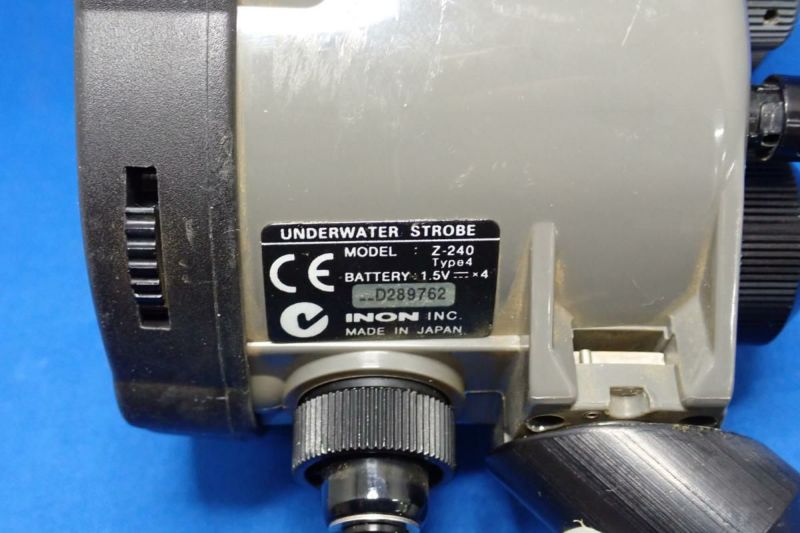 UNDERWATER STROBE
MODEL : Z-240
Type4
CE
BATTERY : 1.5V ⎓ ×4
D289762
INON INC.
MADE IN JAPAN